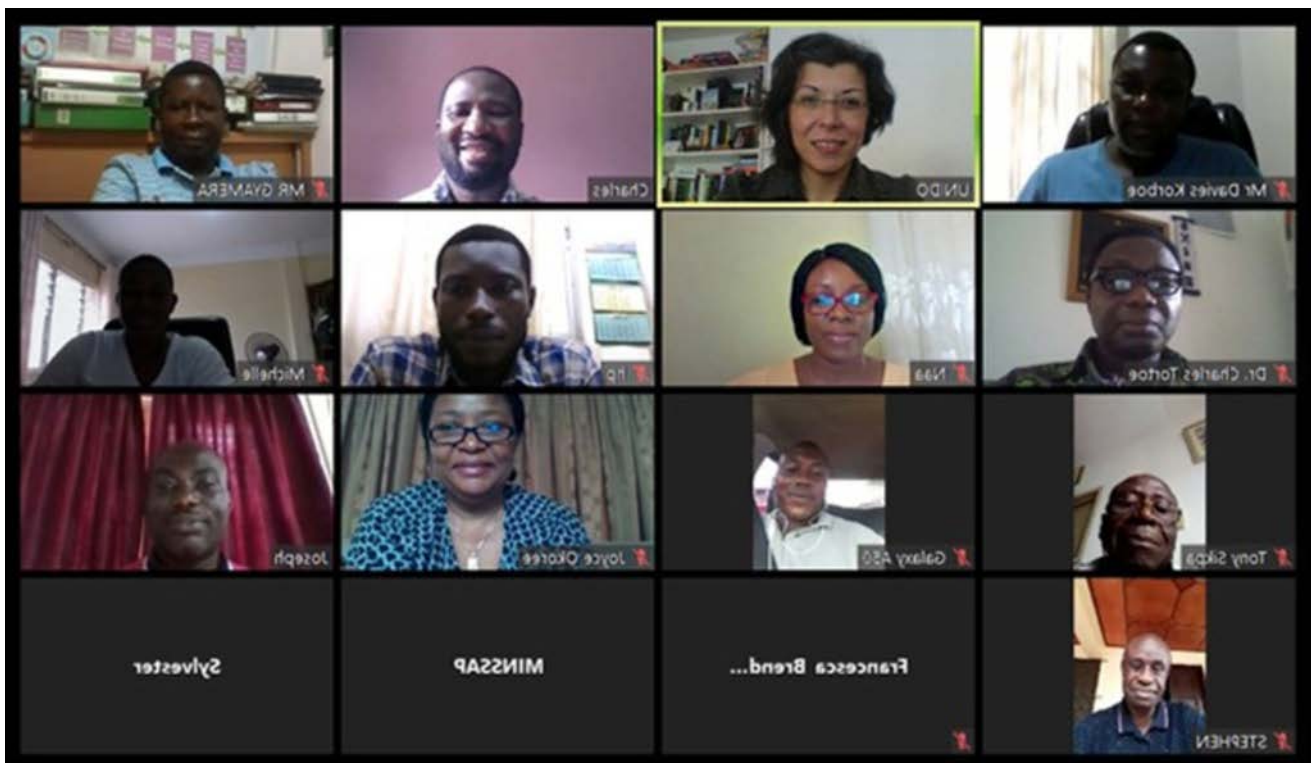 MR GYAMERA
Charles
UNIDO
Mr Davies Korboe
Michelle
hp
Naa
Dr. Charles Tortoe
Joseph
Joyce Okoree
Galaxy A50
Tony Sikpa
Sylvester
MINSSAP
Francesca Brend...
STEPHEN